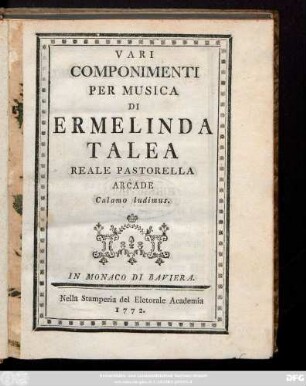 VARI
COMPONIMENTI
PER MUSICA
DI
ERMELINDA
TALEA
REALE PASTORELLA
ARCADE
Calamo ludimus.
IN MONACO DI BAVIERA.
Nella Stamperia del Elettorale Academia
1772.